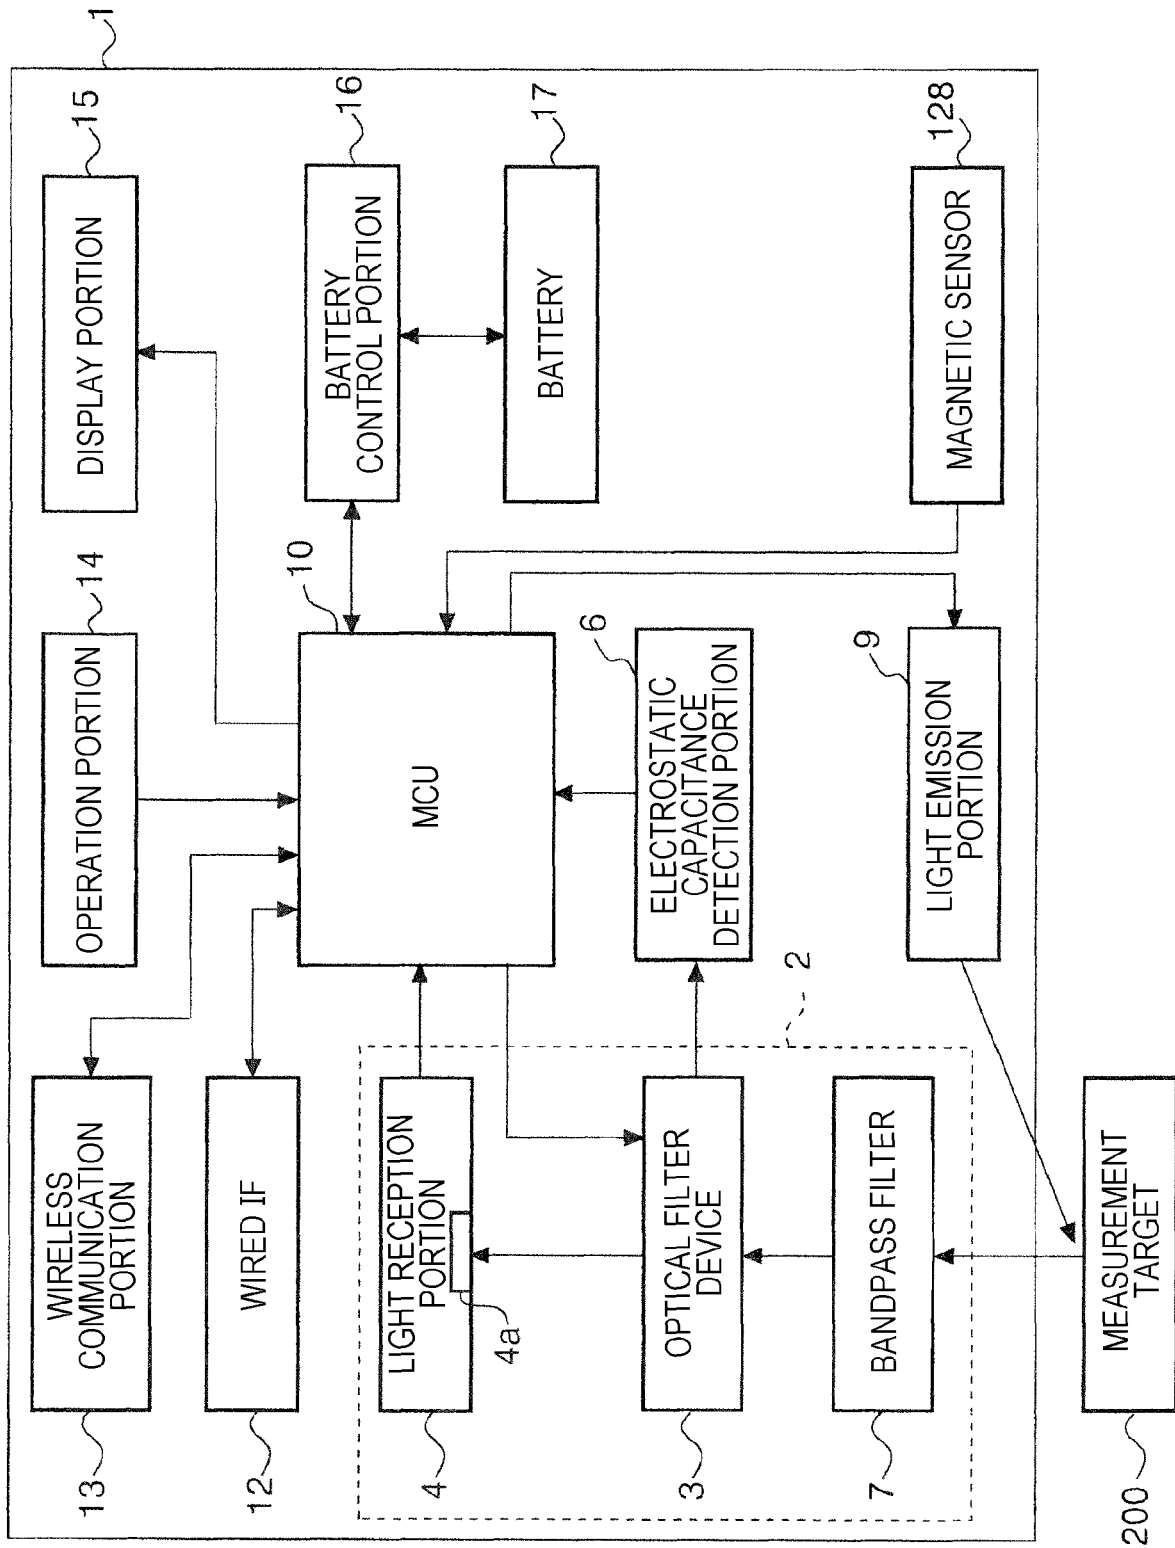 1
13
WIRELESS
COMMUNICATION
PORTION
14
OPERATION PORTION
15
DISPLAY PORTION
12
WIRED IF
10
MCU
16
BATTERY
CONTROL PORTION
17
BATTERY
4
LIGHT RECEPTION
PORTION
4a
2
6
ELECTROSTATIC
CAPACITANCE
DETECTION PORTION
3
OPTICAL FILTER
DEVICE
7
BANDPASS FILTER
9
LIGHT EMISSION
PORTION
128
MAGNETIC SENSOR
200
MEASUREMENT
TARGET